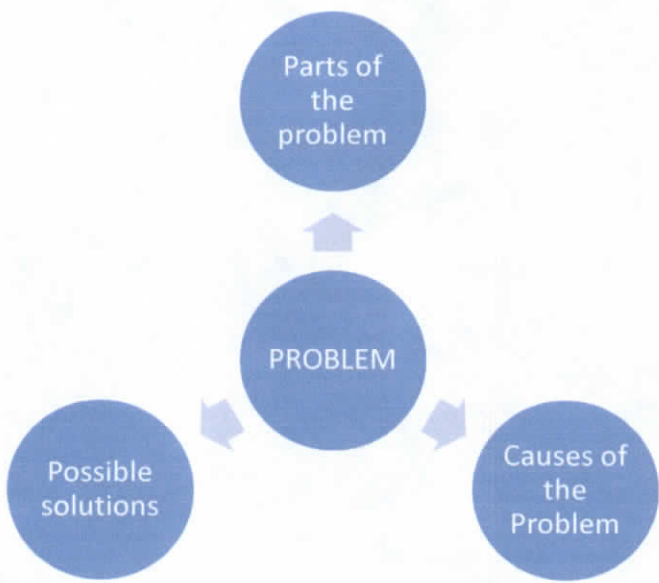 Parts of
the
problem
PROBLEM
Possible
solutions
Causes of
the
Problem